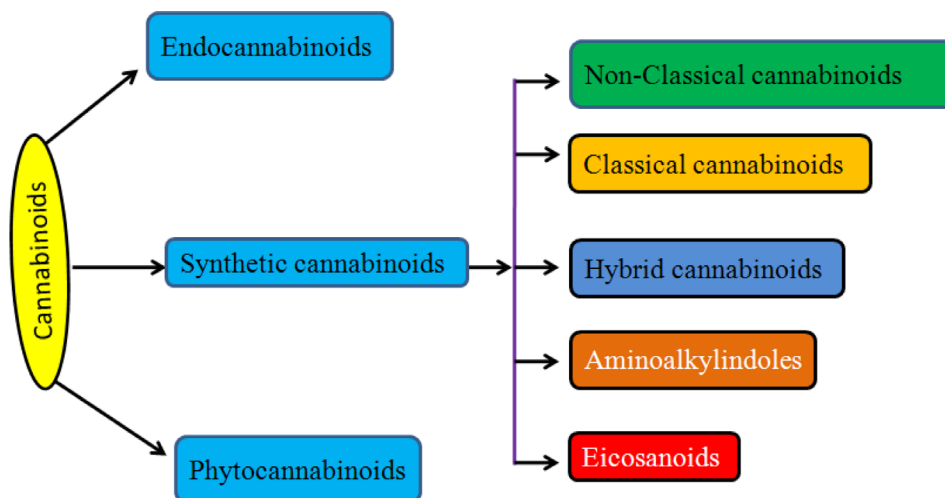 Endocannabinoids
Non-Classical cannabinoids
Classical cannabinoids
Cannabinoids
Synthetic cannabinoids
Hybrid cannabinoids
Aminoalkylindoles
Phytocannabinoids
Eicosanoids